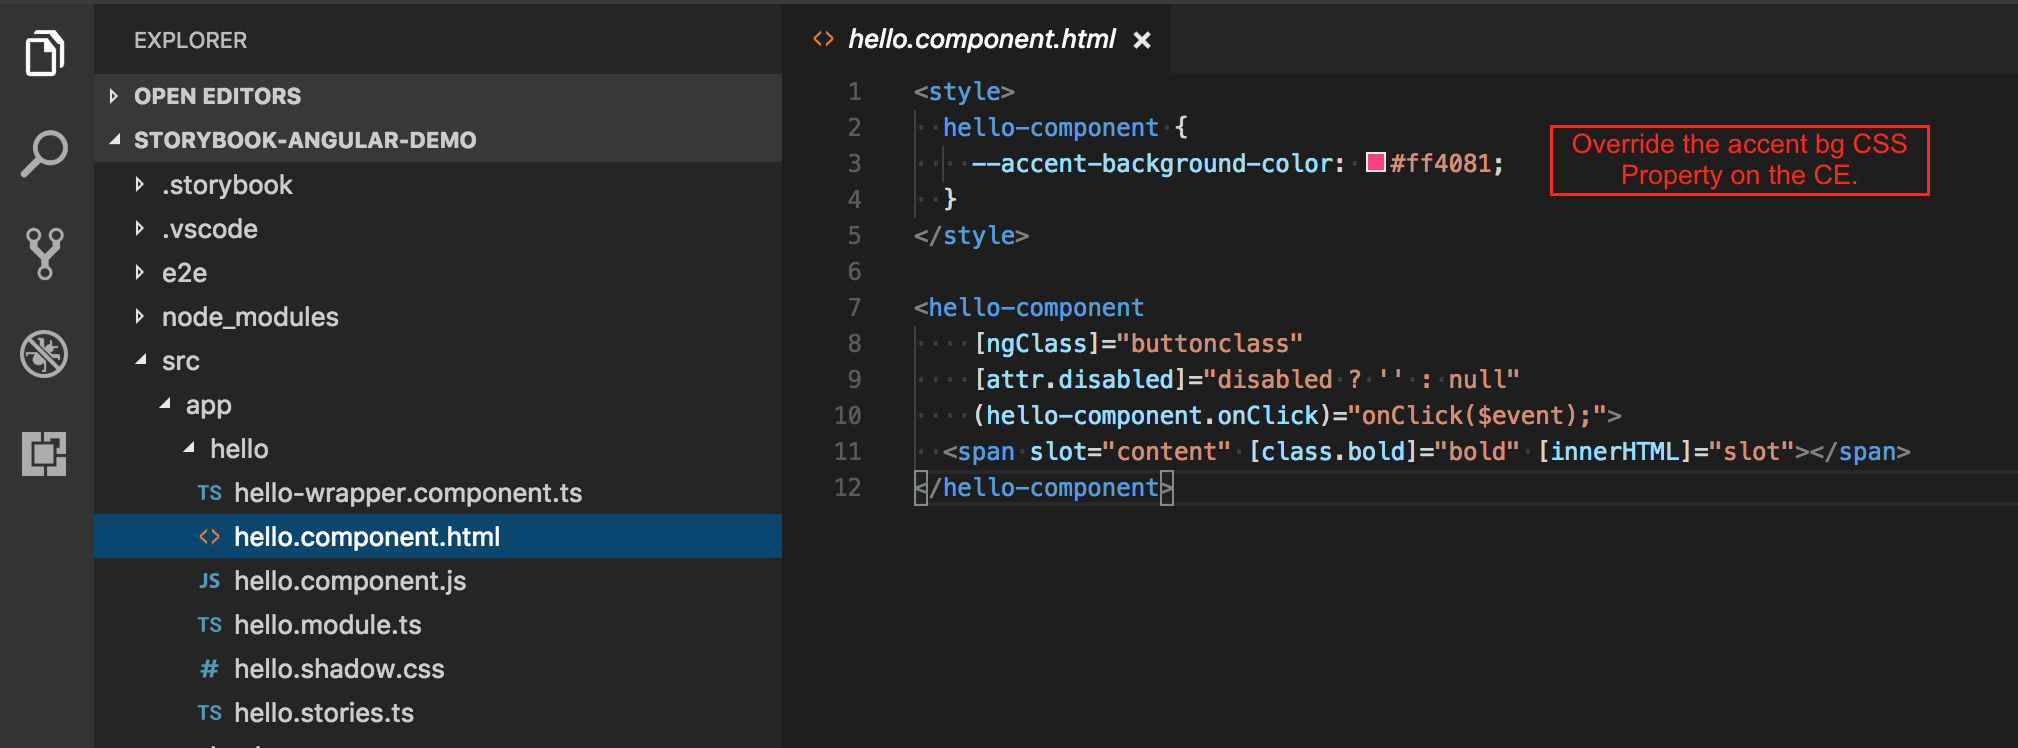 EXPLORER
OPEN EDITORS
STORYBOOK-ANGULAR-DEMO
.storybook
.vscode
e2e
node_modules
src
app
hello
TS hello-wrapper.component.ts
<> hello.component.html
JS hello.component.js
TS hello.module.ts
# hello.shadow.css
TS hello.stories.ts
<> hello.component.html ×
1 <style>
2 hello-component {
3 --accent-background-color: #ff4081;
4 }
5 </style>
6
7 <hello-component
8 [ngClass]="buttonclass"
9 [attr.disabled]="disabled ? '' : null"
10 (hello-component.onClick)="onClick($event);">
11 <span slot="content" [class.bold]="bold" [innerHTML]="slot"></span>
12 </hello-component>
Override the accent bg CSS
Property on the CE.